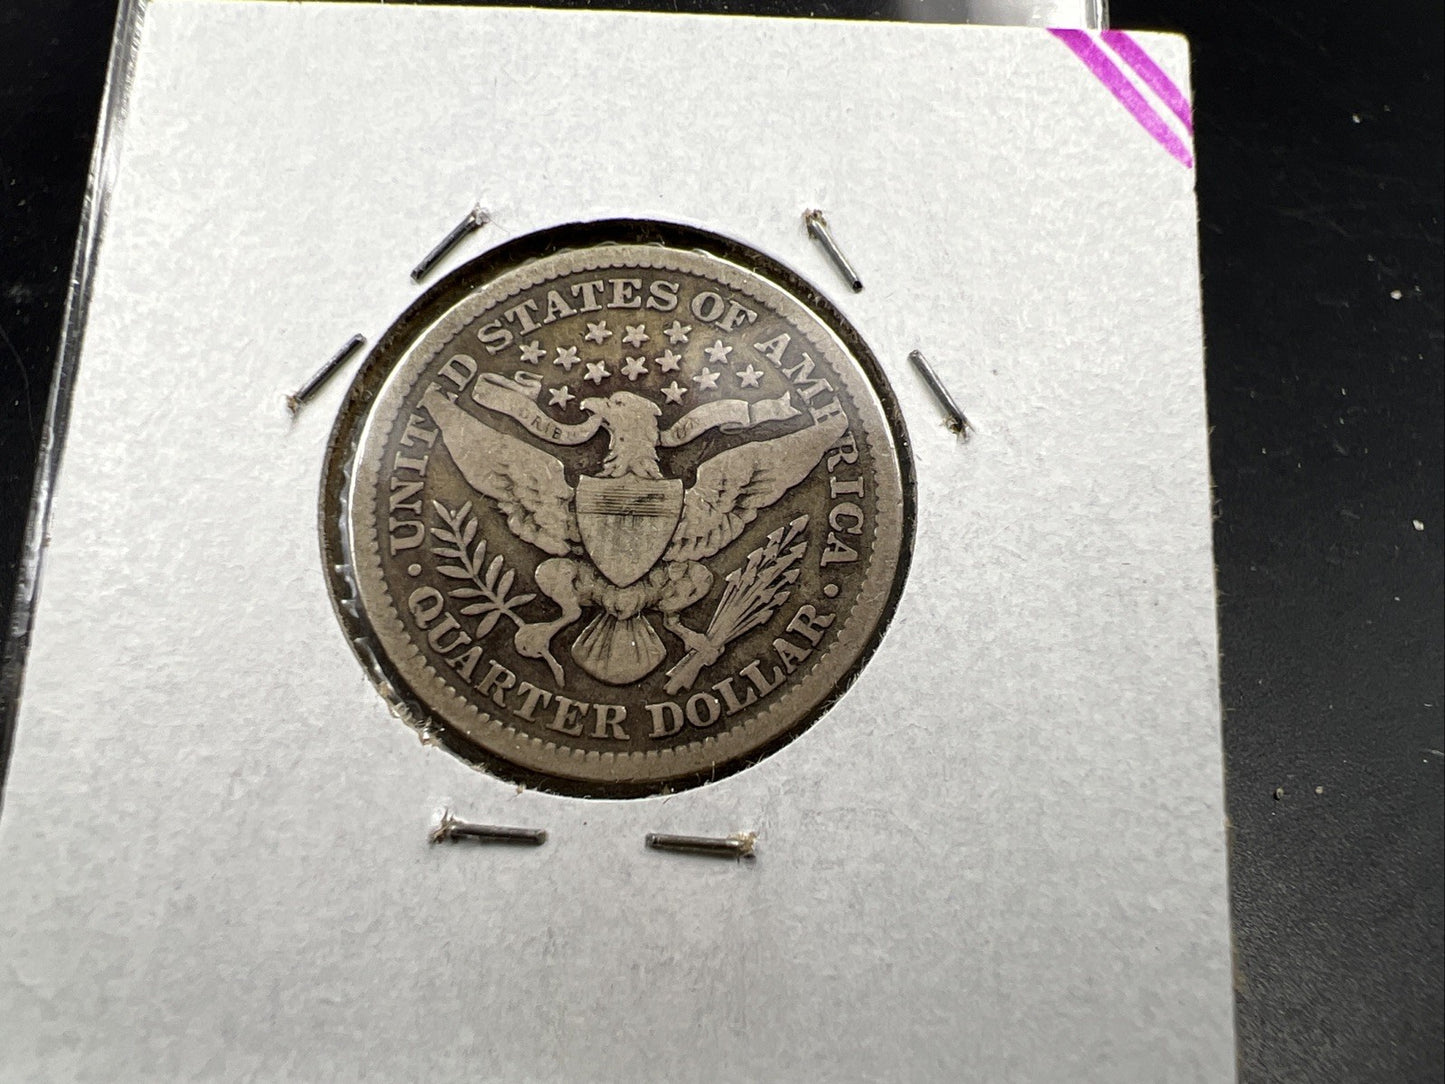 UNITED STATES OF AMERICA
QUARTER DOLLAR